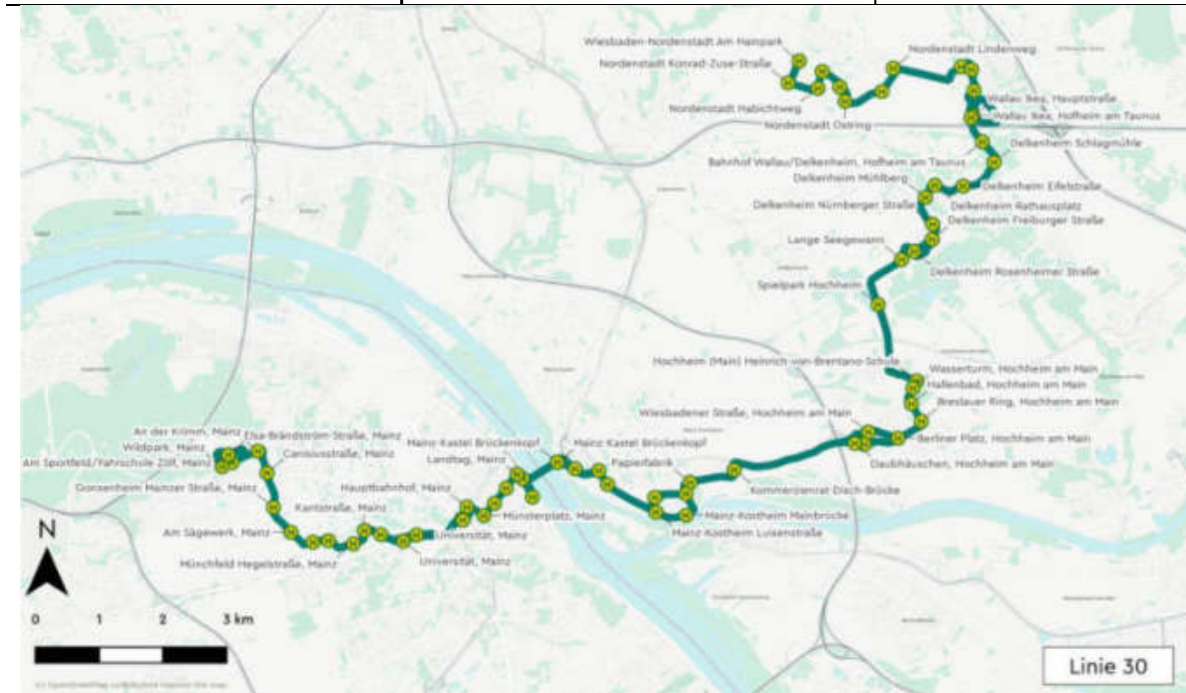 Wiesbaden-Nordenstadt Am Hainpark
Nordenstadt Lindenweg
Nordenstadt Konrad-Zuse-Straße
Wallau Ikea, Hauptstraße
Nordenstadt Habichtweg
Wallau Ikea, Hofheim am Taunus
Nordenstadt Ostring
Delkenheim Schlagmühle
Bahnhof Wallau/Delkenheim, Hofheim am Taunus
Delkenheim Mühlberg
Delkenheim Eifelstraße
Delkenheim Nürnberger Straße
Delkenheim Rathausplatz
Delkenheim Freiburger Straße
Lange Seegewann
Delkenheim Rosenheimer Straße
Spielpark Hochheim
Hochheim (Main) Heinrich-von-Brentano-Schule
Wasserturm, Hochheim am Main
Hallenbad, Hochheim am Main
Breslauer Ring, Hochheim am Main
Wiesbadener Straße, Hochheim am Main
An der Krimm, Mainz
Elsa-Brändström-Straße, Mainz
Mainz-Kastel Brückenkopf
Mainz-Kastel Brückenkopf
Berliner Platz, Hochheim am Main
Wildpark, Mainz
Canisiusstraße, Mainz
Landtag, Mainz
Papierfabrik
Daubhäuschen, Hochheim am Main
Gonsenheim Mainzer Straße, Mainz
Hauptbahnhof, Mainz
Kommerzienrat Disch-Brücke
Kantstraße, Mainz
Münsterplatz, Mainz
Mainz-Kostheim Mainbrücke
Am Sägewerk, Mainz
Universität, Mainz
Mainz-Kostheim Luisenstraße
Münchfeld Hegelstraße, Mainz
Universität, Mainz
N
0 1 2 3 km
Linie 30